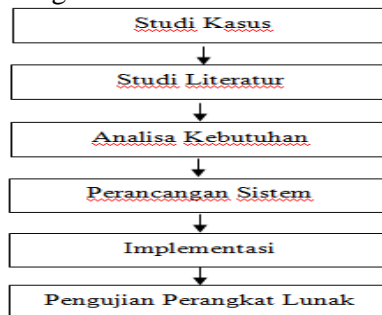 Studi Kasus
Studi Literatur
Analisa Kebutuhan
Perancangan Sistem
Implementasi
Pengujian Perangkat Lunak